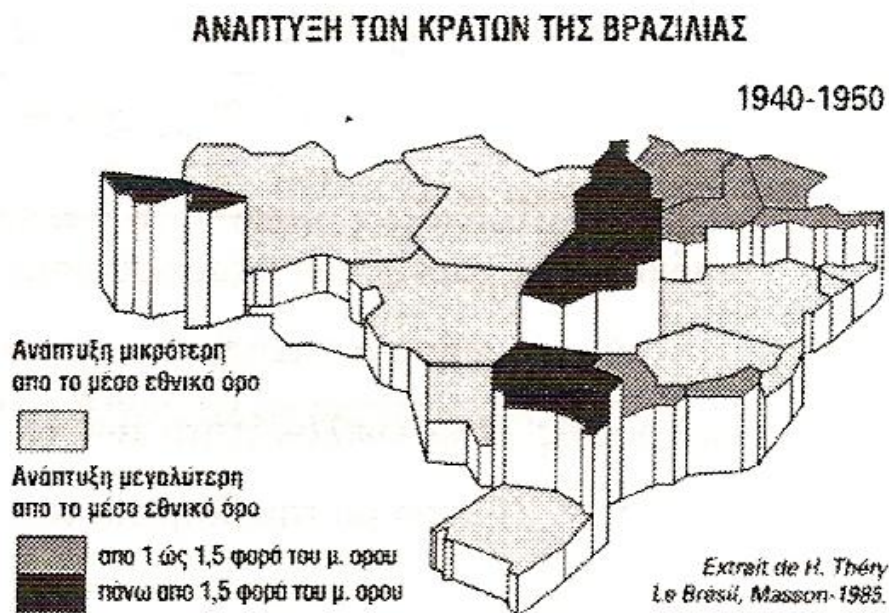 ΑΝΑΠΤΥΞΗ ΤΩΝ ΚΡΑΤΩΝ ΤΗΣ ΒΡΑΖΙΛΙΑΣ
1940-1950
Ανάπτυξη μικρότερη
απο το μέσο εθνικό όρο
Ανάπτυξη μεγαλύτερη
απο το μέσο εθνικό όρο
απο 1 ώς 1,5 φορά του μ. ορου
πάνω απο 1,5 φορά του μ. ορου
Extrait de H. Théry
Le Brésil, Masson-1985.